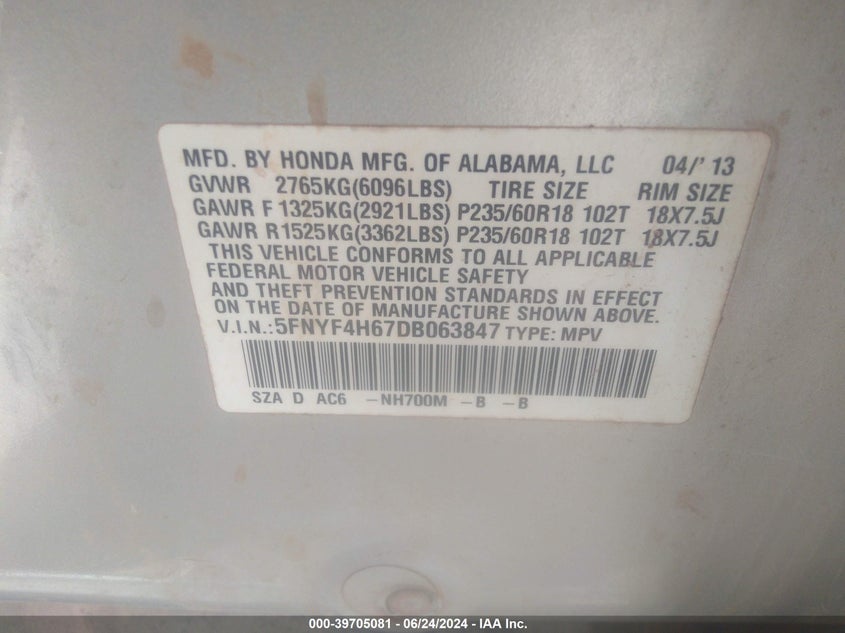 MFD. BY HONDA MFG. OF ALABAMA, LLC 04/' 13
GVWR 2765KG(6096LBS) TIRE SIZE RIM SIZE
GAWR F 1325KG(2921LBS) P235/60R18 102T 18X7.5J
GAWR R1525KG(3362LBS) P235/60R18 102T 18X7.5J
THIS VEHICLE CONFORMS TO ALL APPLICABLE
FEDERAL MOTOR VEHICLE SAFETY
AND THEFT PREVENTION STANDARDS IN EFFECT
ON THE DATE OF MANUFACTURE SHOWN ABOVE.
V.I.N.:5FNYF4H67DB063847 TYPE: MPV
SZA D AC6 -NH700M -B -B
000-39705081 - 06/24/2024 - IAA Inc.